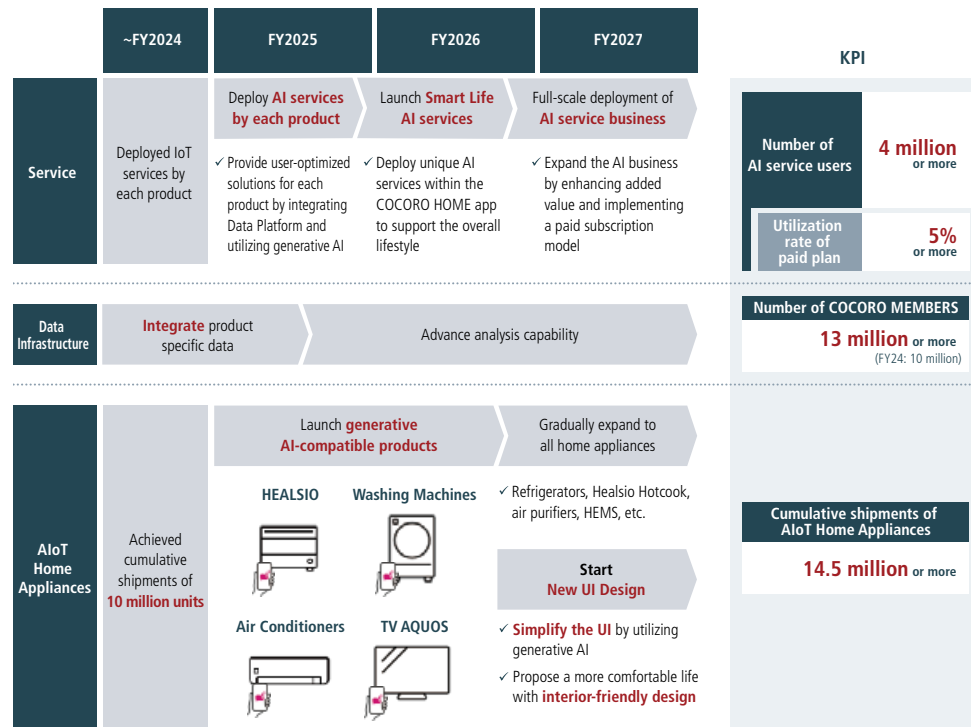 ~FY2024
FY2025
FY2026
FY2027
KPI
Service
Deployed IoT
services by
each product
Deploy AI services
by each product
✓ Provide user-optimized
solutions for each
product by integrating
Data Platform and
utilizing generative AI
Launch Smart Life
AI services
✓ Deploy unique AI
services within the
COCORO HOME app
to support the overall
lifestyle
Full-scale deployment of
AI service business
✓ Expand the AI business
by enhancing added
value and implementing
a paid subscription
model
Number of
AI service users
4 million
or more
Utilization
rate of
paid plan
5%
or more
Data
Infrastructure
Integrate product
specific data
Advance analysis capability
Number of COCORO MEMBERS
13 million or more
(FY24: 10 million)
AIoT
Home
Appliances
Achieved
cumulative
shipments of
10 million units
Launch generative
AI-compatible products
HEALSIO
Washing Machines
Air Conditioners
TV AQUOS
Gradually expand to
all home appliances
✓ Refrigerators, Healsio Hotcook,
air purifiers, HEMS, etc.
Start
New UI Design
✓ Simplify the UI by utilizing
generative AI
✓ Propose a more comfortable life
with interior-friendly design
Cumulative shipments of
AIoT Home Appliances
14.5 million or more